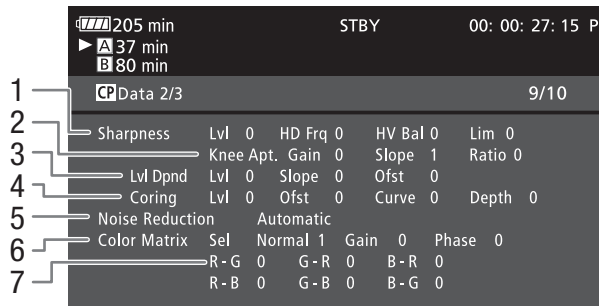 205 min STBY 00: 00: 27: 15 P
A 37 min
B 80 min
CP Data 2/3 9/10
1 Sharpness Lvl 0 HD Frq 0 HV Bal 0 Lim 0
2 Knee Apt. Gain 0 Slope 1 Ratio 0
3 Lvl Dpnd Lvl 0 Slope 0 Ofst 0
4 Coring Lvl 0 Ofst 0 Curve 0 Depth 0
5 Noise Reduction Automatic
6 Color Matrix Sel Normal 1 Gain 0 Phase 0
7 R - G 0 G - R 0 B - R 0
R - B 0 G - B 0 B - G 0